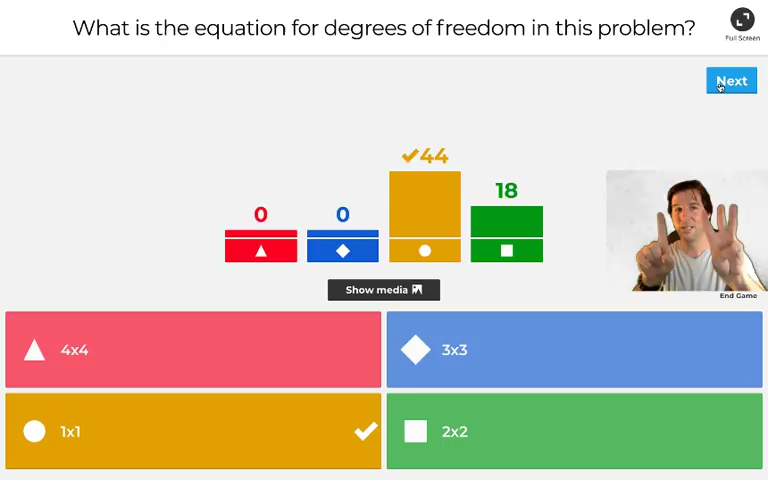 What is the equation for degrees of freedom in this problem?
Full Screen
Next
0
0
44
18
Show media
End Game
4x4
3x3
1x1
2x2